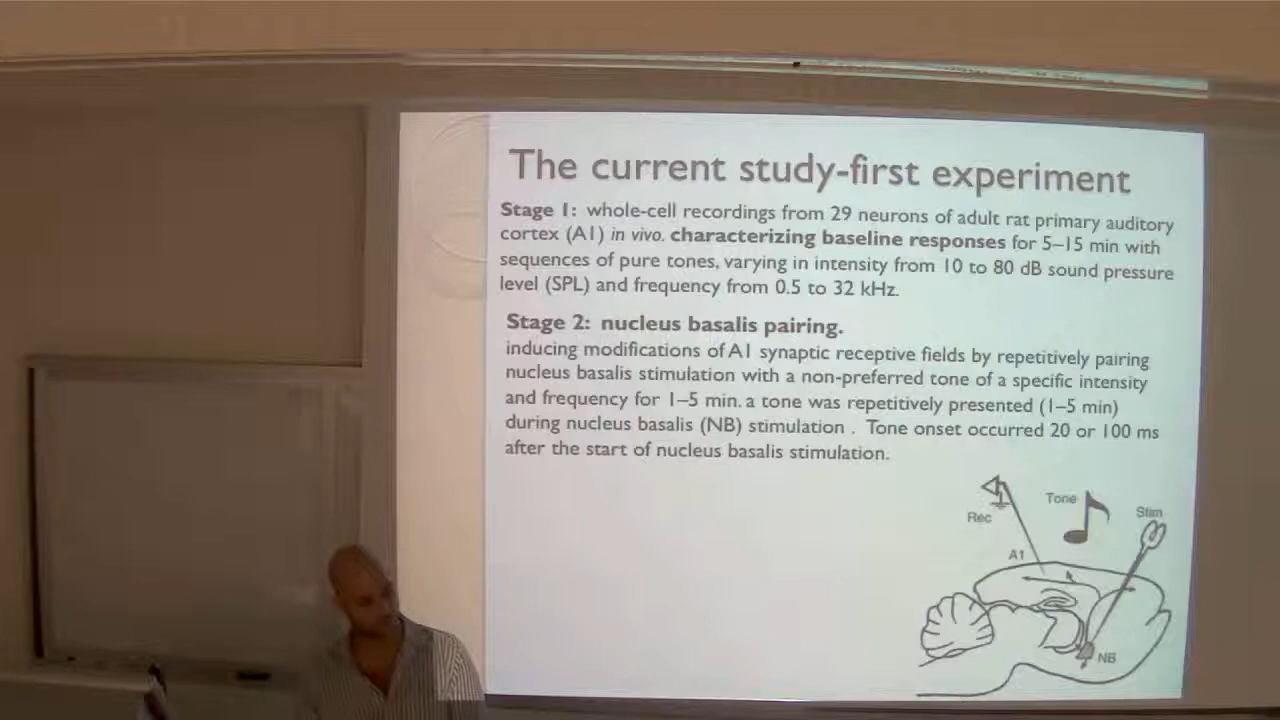 The current study-first experiment
Stage 1: whole-cell recordings from 29 neurons of adult rat primary auditory
cortex (A1) in vivo. characterizing baseline responses for 5–15 min with
sequences of pure tones, varying in intensity from 10 to 80 dB sound pressure
level (SPL) and frequency from 0.5 to 32 kHz.
Stage 2: nucleus basalis pairing.
inducing modifications of A1 synaptic receptive fields by repetitively pairing
nucleus basalis stimulation with a non-preferred tone of a specific intensity
and frequency for 1–5 min. a tone was repetitively presented (1–5 min)
during nucleus basalis (NB) stimulation . Tone onset occurred 20 or 100 ms
after the start of nucleus basalis stimulation.
Tone
Stim
Rec
A1
NB